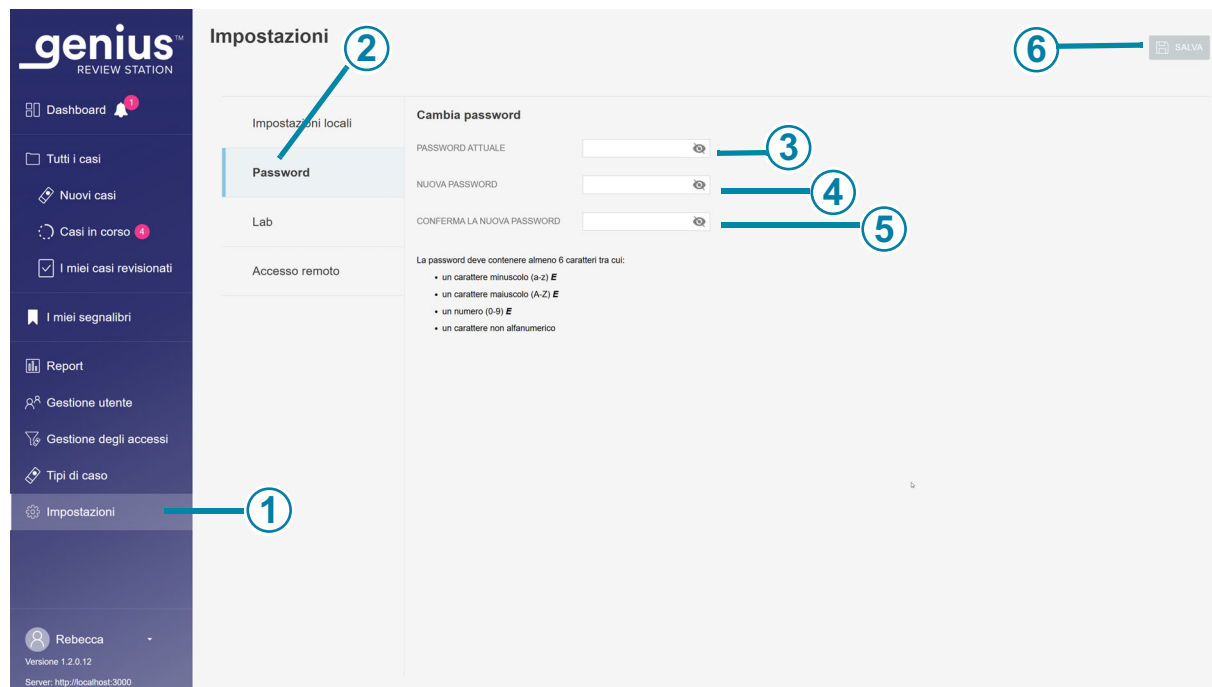 genius™
REVIEW STATION
Dashboard 1
Tutti i casi
Nuovi casi
Casi in corso 4
I miei casi revisionati
I miei segnalibri
Report
Gestione utente
Gestione degli accessi
Tipi di caso
Impostazioni
Rebecca
Versione 1.2.0.12
Server: http://localhost:3000
Impostazioni
SALVA
Impostazioni locali
Password
Lab
Accesso remoto
Cambia password
PASSWORD ATTUALE
NUOVA PASSWORD
CONFERMA LA NUOVA PASSWORD
La password deve contenere almeno 6 caratteri tra cui:
• un carattere minuscolo (a-z) E
• un carattere maiuscolo (A-Z) E
• un numero (0-9) E
• un carattere non alfanumerico
1
2
3
4
5
6